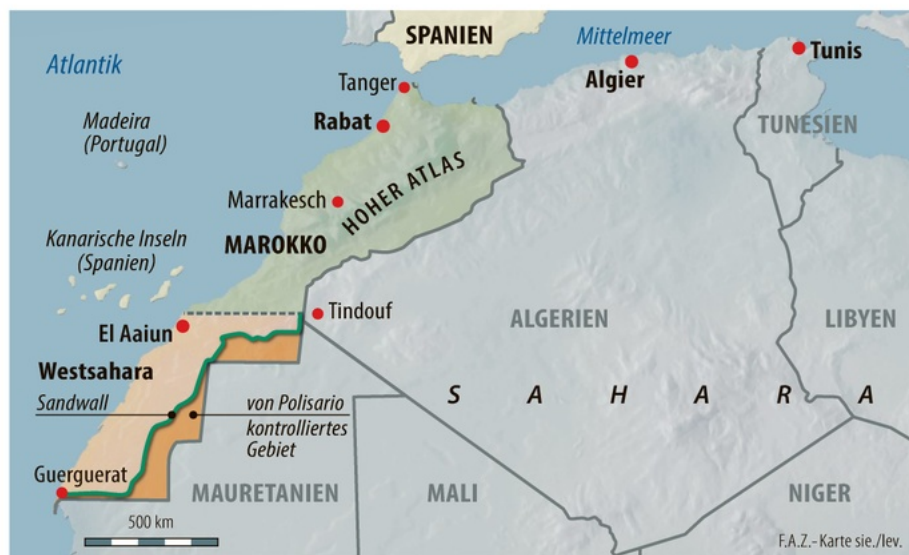 SPANIEN
Mittelmeer
Tunis
Atlantik
Algier
Tanger
Madeira
(Portugal)
Rabat
TUNESIEN
HOHER ATLAS
Marrakesch
Kanarische Inseln
(Spanien)
MAROKKO
Tindouf
ALGERIEN
LIBYEN
El Aaiun
Westsahara
SAHARA
Sandwall
von Polisario
kontrolliertes
Gebiet
Guerguerat
MAURETANIEN
MALI
NIGER
500 km
F.A.Z.-Karte sie./lev.